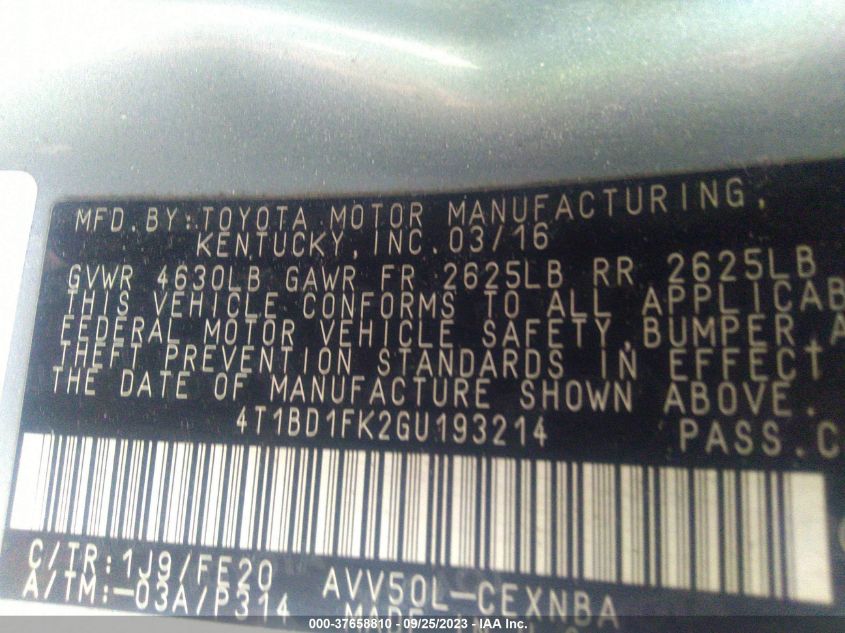 MFD.BY:TOYOTA MOTOR MANUFACTURING,
KENTUCKY,INC.03/16
GVWR 4630LB GAWR FR 2625LB RR 2625LB
THIS VEHICLE CONFORMS TO ALL APPLICAB
FEDERAL MOTOR VEHICLE SAFETY,BUMPER,A
THEFT PREVENTION STANDARDS IN EFFECT
THE DATE OF MANUFACTURE SHOWN ABOVE.
4T1BD1FK2GU193214 PASS.C
C/TR:1J9/FE20 AVV50L-CEXNBA
A/TM:-03A/P314 MADE IN
000-37658810 / 09/25/2023 / IAA Inc.